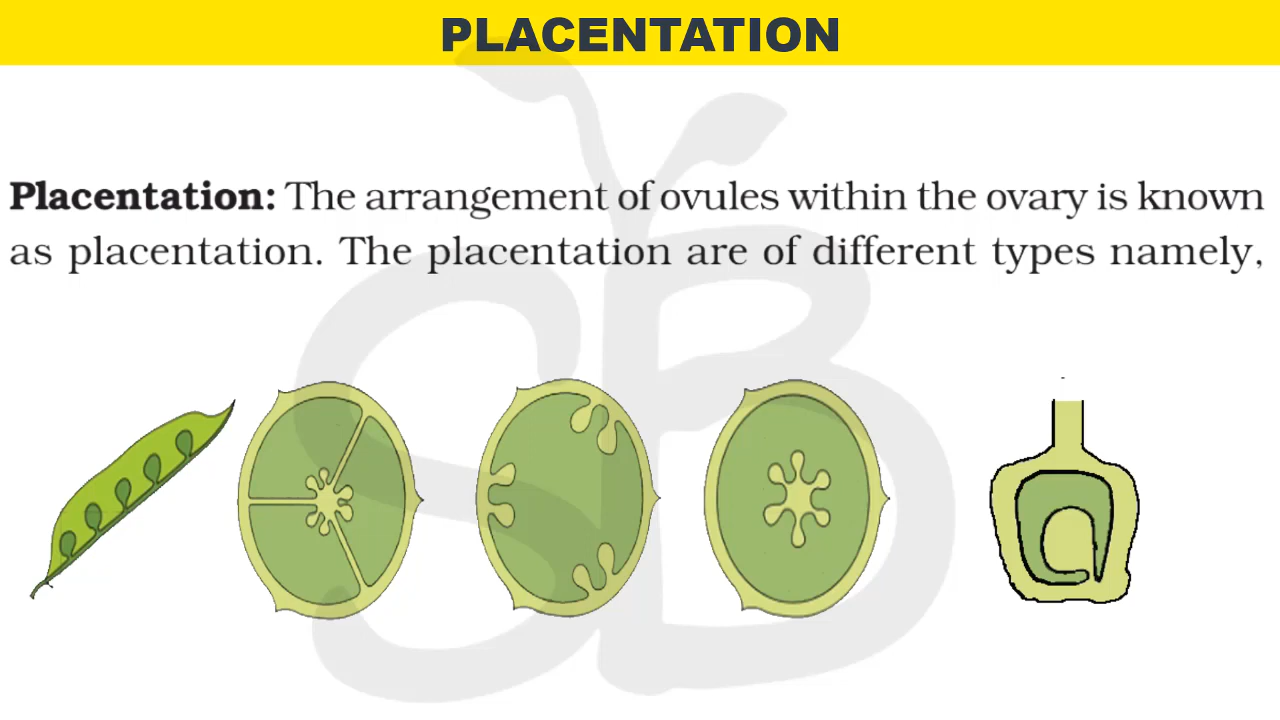 PLACENTATION
Placentation: The arrangement of ovules within the ovary is known
as placentation. The placentation are of different types namely,
SB